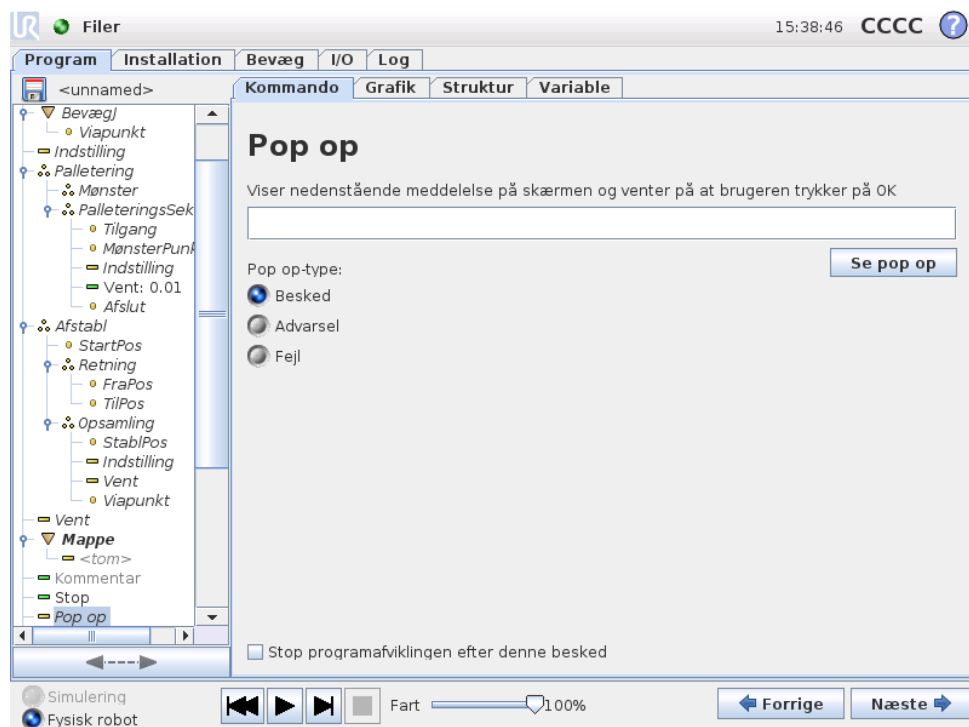 UR Filer 15:38:46 CCCC ?
Program Installation Bevæg I/O Log
<unnamed>
Kommando Grafik Struktur Variable
BevægJ
Viapunkt
Indstilling
Palletering
Mønster
PalleteringsSek
Tilgang
MønsterPunk
Indstilling
Vent: 0.01
Afslut
Afstabl
StartPos
Retning
FraPos
TilPos
Opsamling
StablPos
Indstilling
Vent
Viapunkt
Vent
Mappe
<tom>
Kommentar
Stop
Pop op
Pop op
Viser nedenstående meddelelse på skærmen og venter på at brugeren trykker på OK
Se pop op
Pop op-type:
Besked
Advarsel
Fejl
Stop programafviklingen efter denne besked
Simulering
Fysisk robot
Fart 100%
Forrige
Næste